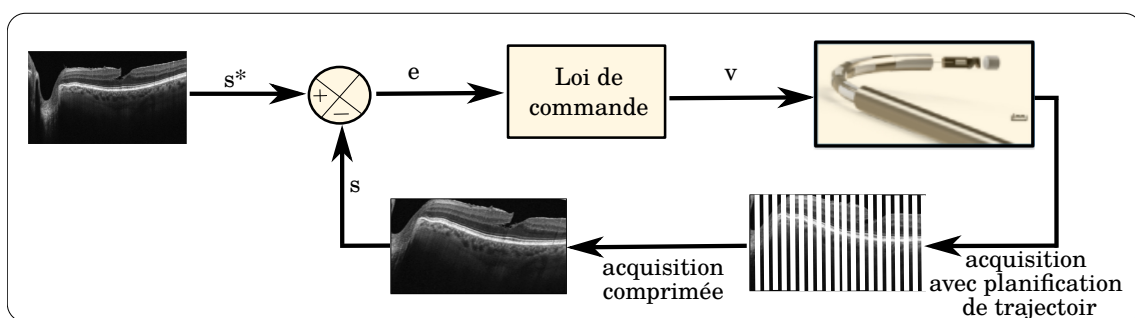 s*
+
−
e
Loi de
commande
v
s
acquisition
comprimée
acquisition
avec planification
de trajectoir